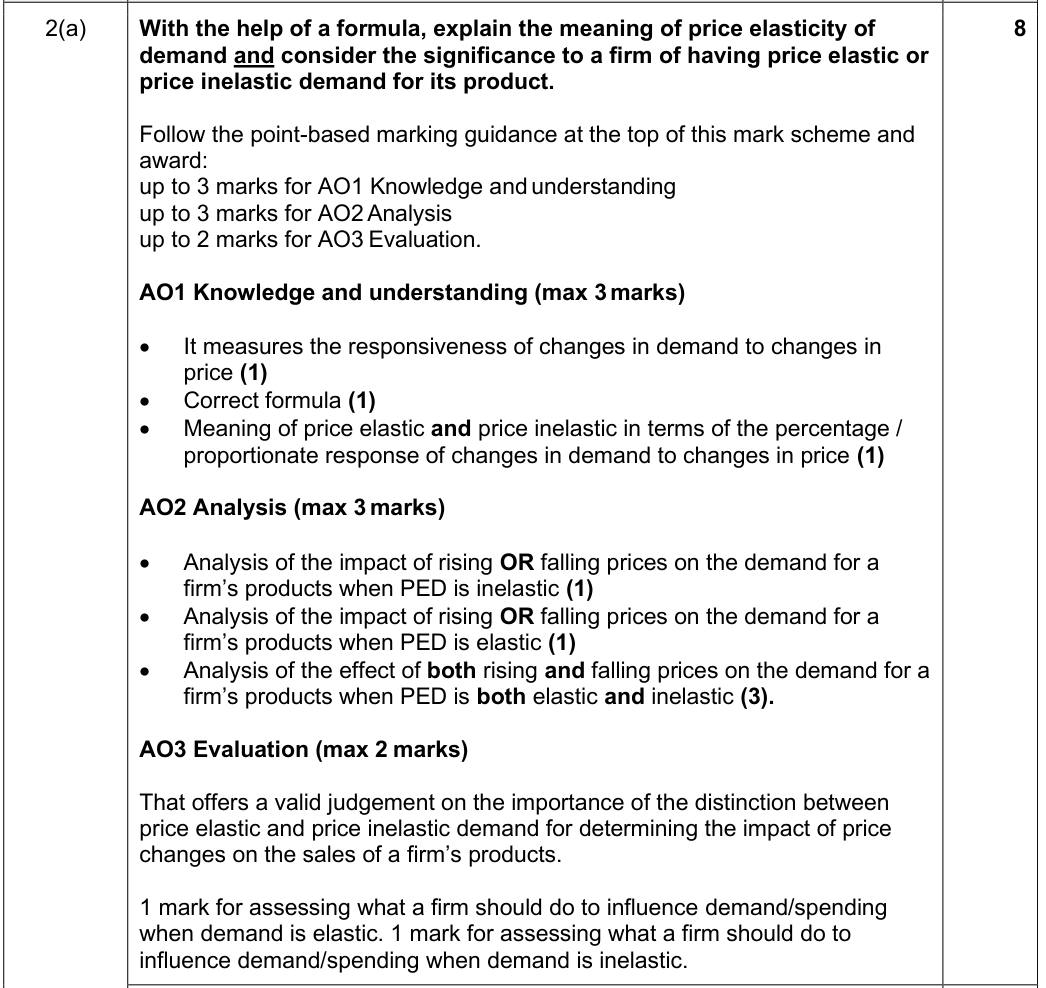 2(a)
With the help of a formula, explain the meaning of price elasticity of
demand and consider the significance to a firm of having price elastic or
price inelastic demand for its product.
8
Follow the point-based marking guidance at the top of this mark scheme and
award:
up to 3 marks for AO1 Knowledge and understanding
up to 3 marks for AO2 Analysis
up to 2 marks for AO3 Evaluation.
AO1 Knowledge and understanding (max 3 marks)
• It measures the responsiveness of changes in demand to changes in
price (1)
• Correct formula (1)
• Meaning of price elastic and price inelastic in terms of the percentage /
proportionate response of changes in demand to changes in price (1)
AO2 Analysis (max 3 marks)
• Analysis of the impact of rising OR falling prices on the demand for a
firm's products when PED is inelastic (1)
• Analysis of the impact of rising OR falling prices on the demand for a
firm's products when PED is elastic (1)
• Analysis of the effect of both rising and falling prices on the demand for a
firm's products when PED is both elastic and inelastic (3).
AO3 Evaluation (max 2 marks)
That offers a valid judgement on the importance of the distinction between
price elastic and price inelastic demand for determining the impact of price
changes on the sales of a firm's products.
1 mark for assessing what a firm should do to influence demand/spending
when demand is elastic. 1 mark for assessing what a firm should do to
influence demand/spending when demand is inelastic.